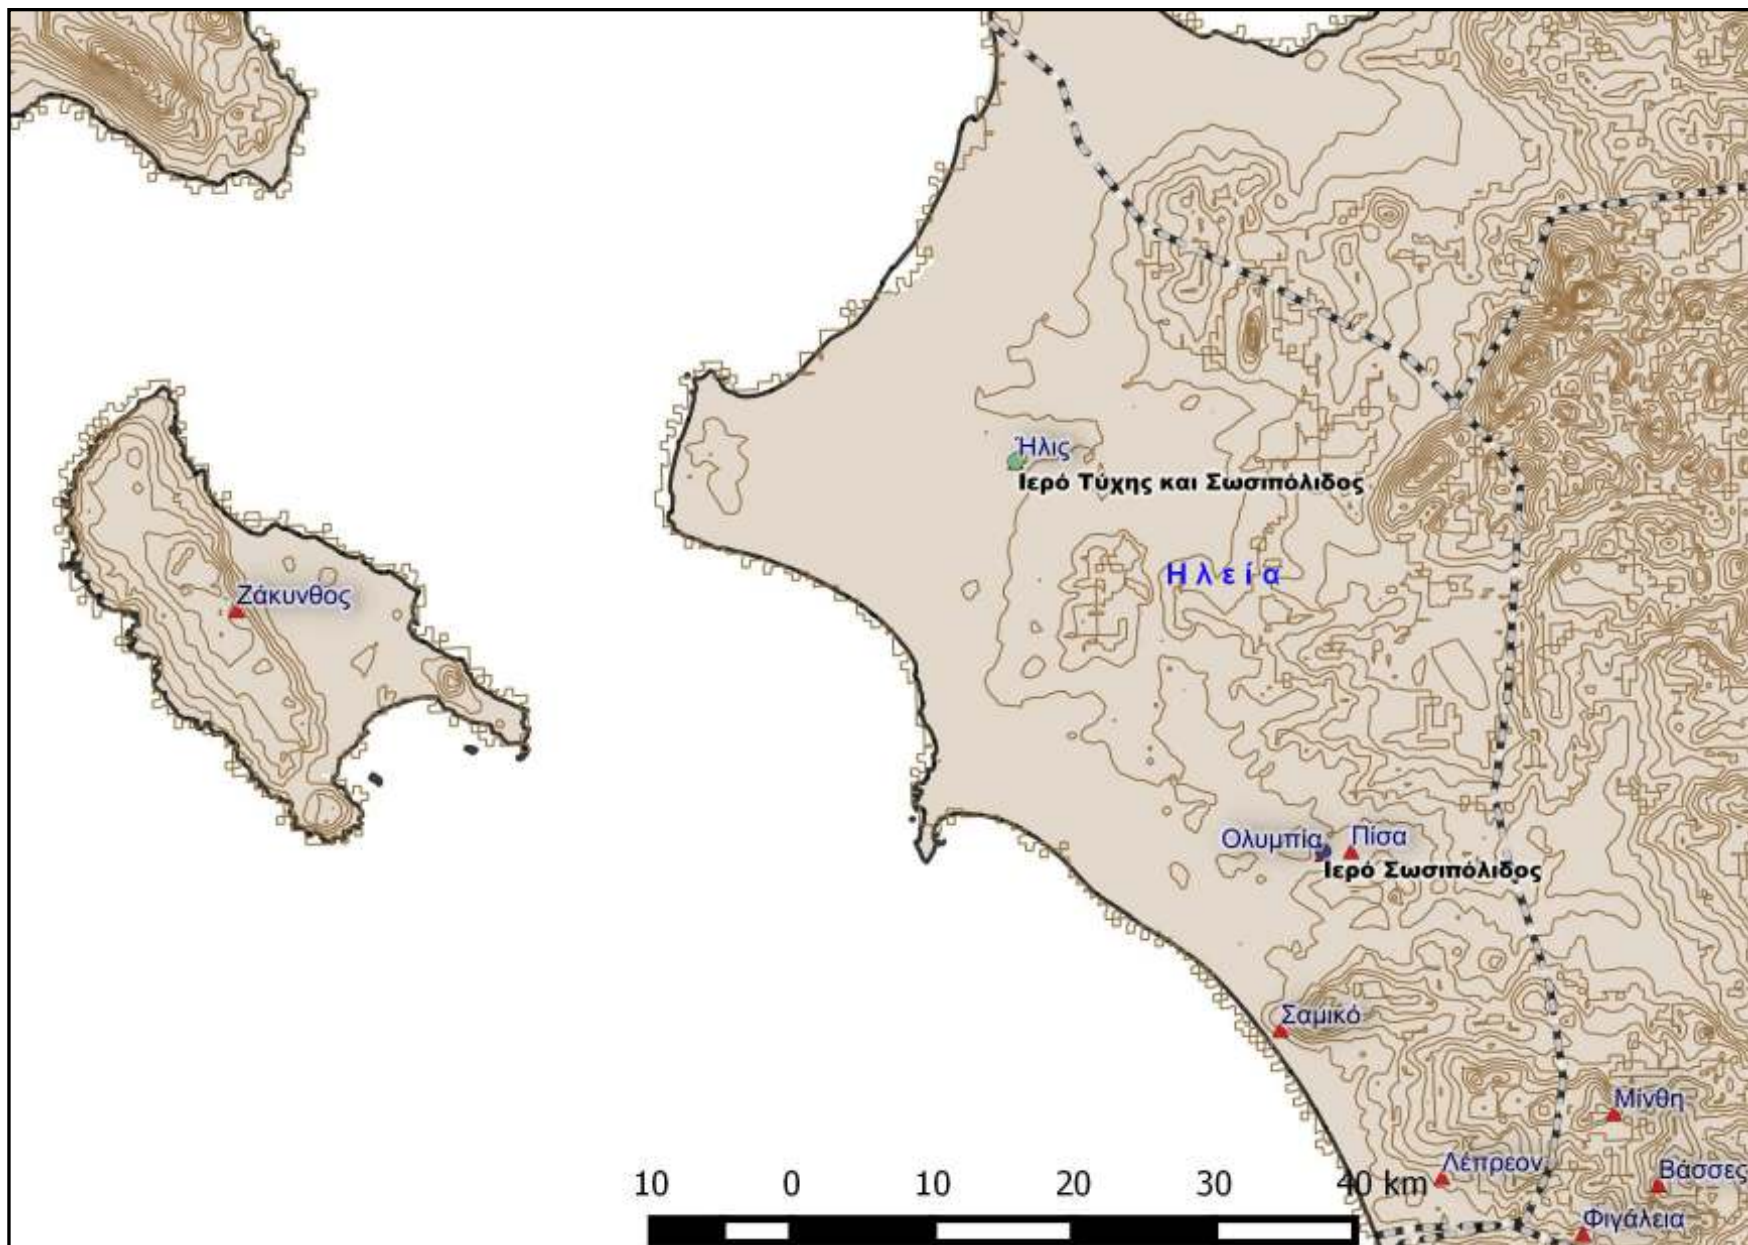 Ήλις
Ιερό Τύχης και Σωσιπόλιδος
Ηλεία
Ζάκυνθος
Ολυμπία
Πίσα
Ιερό Σωσιπόλιδος
Σαμικό
Μίνθη
Λέπρεον
Βάσσες
Φιγάλεια
10 0 10 20 30 40 km